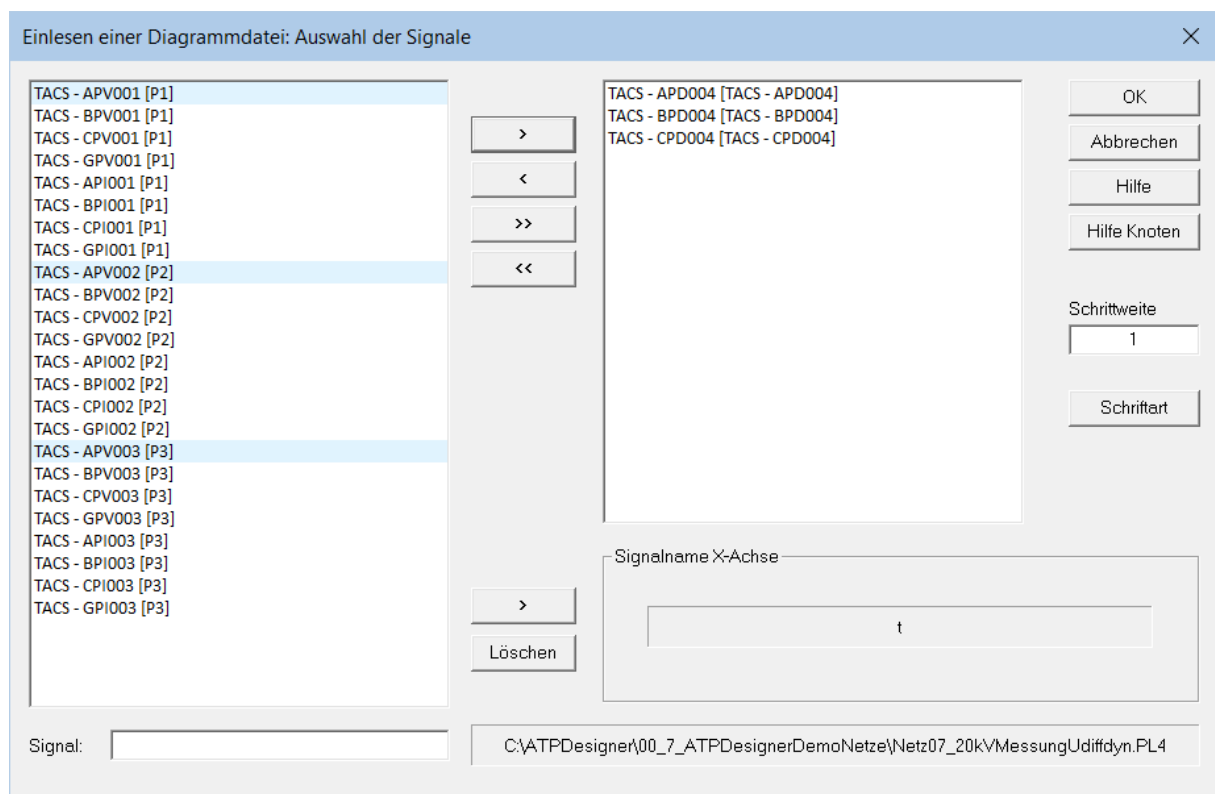 Einlesen einer Diagrammdatei: Auswahl der Signale
TACS - APV001 [P1]
TACS - BPV001 [P1]
TACS - CPV001 [P1]
TACS - GPV001 [P1]
TACS - API001 [P1]
TACS - BPI001 [P1]
TACS - CPI001 [P1]
TACS - GPI001 [P1]
TACS - APV002 [P2]
TACS - BPV002 [P2]
TACS - CPV002 [P2]
TACS - GPV002 [P2]
TACS - API002 [P2]
TACS - BPI002 [P2]
TACS - CPI002 [P2]
TACS - GPI002 [P2]
TACS - APV003 [P3]
TACS - BPV003 [P3]
TACS - CPV003 [P3]
TACS - GPV003 [P3]
TACS - API003 [P3]
TACS - BPI003 [P3]
TACS - CPI003 [P3]
TACS - GPI003 [P3]
>
<
>>
<<
>
Löschen
TACS - APD004 [TACS - APD004]
TACS - BPD004 [TACS - BPD004]
TACS - CPD004 [TACS - CPD004]
OK
Abbrechen
Hilfe
Hilfe Knoten
Schrittweite
1
Schriftart
Signalname X-Achse
t
Signal:
C:\ATPDesigner\00_7_ATPDesignerDemoNetze\Netz07_20kVMessungUdiffdyn.PL4